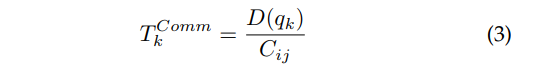 T_k^{Comm} = \frac{D(q_k)}{C_{ij}} (3)